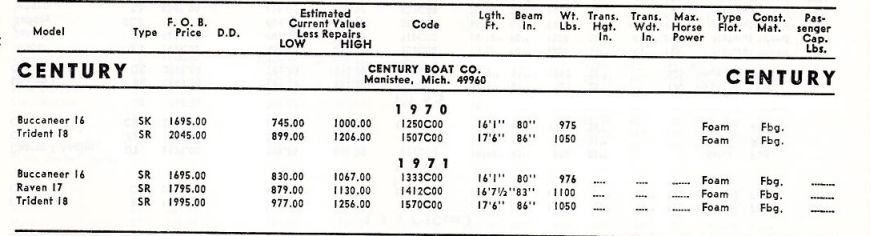 Model Type F. O. B. Price D.D. Estimated Current Values Less Repairs LOW HIGH Code Lgth. Ft. Beam In. Wt. Lbs. Trans. Hgt. In. Trans. Wdt. In. Max. Horse Power Type Flot. Const. Mat. Pas- senger Cap. Lbs.
CENTURY CENTURY BOAT CO. CENTURY
Manistee, Mich. 49960
1970
Buccaneer 16 SK 1695.00 745.00 1000.00 1250C00 16'1" 80" 975 Foam Fbg.
Trident 18 SR 2045.00 899.00 1206.00 1507C00 17'6" 86" 1050 Foam Fbg.
1971
Buccaneer 16 SR 1695.00 830.00 1067.00 1333C00 16'1" 80" 976 .... .... ...... Foam Fbg. ........
Raven 17 SR 1795.00 879.00 1130.00 1412C00 16'7½" 83" 1100 .... .... ...... Foam Fbg. ........
Trident 18 SR 1995.00 977.00 1256.00 1570C00 17'6" 86" 1050 .... .... ...... Foam Fbg. ........